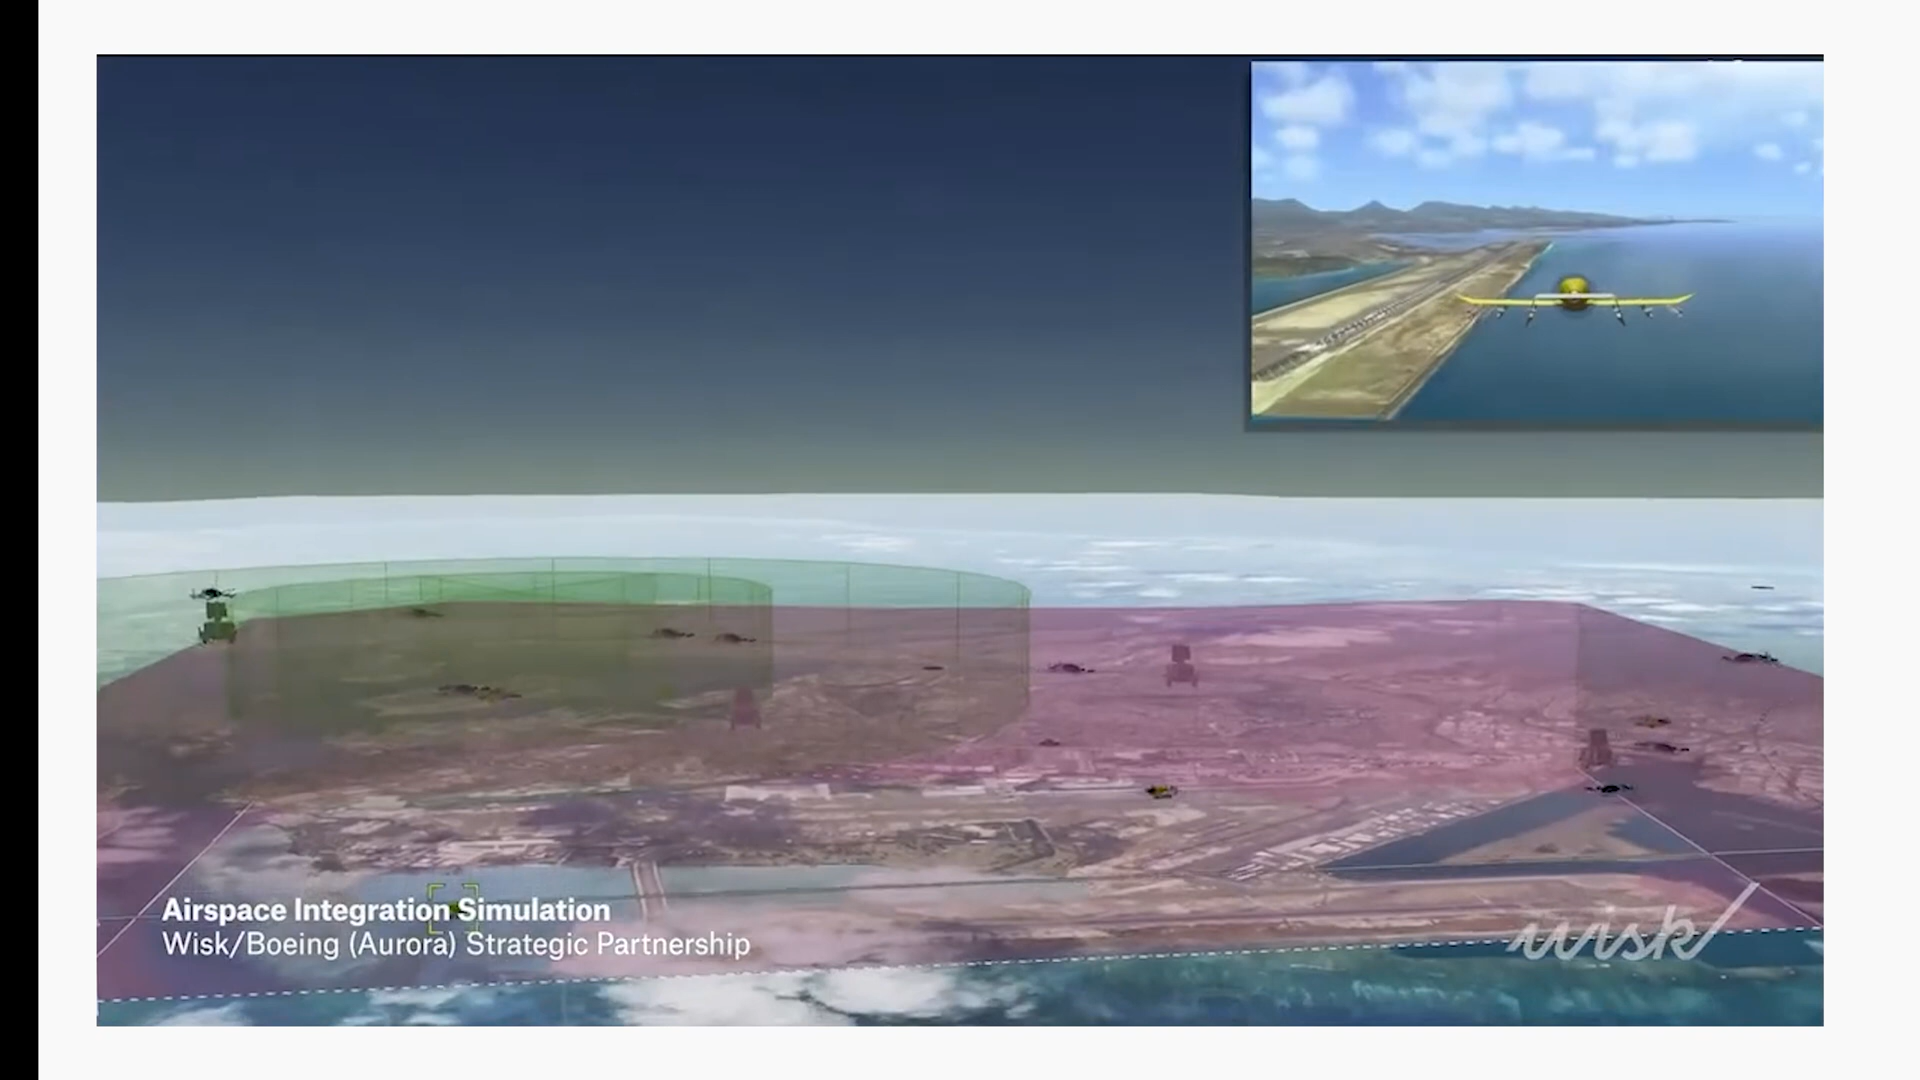 Airspace Integration Simulation
Wisk/Boeing (Aurora) Strategic Partnership
wisk